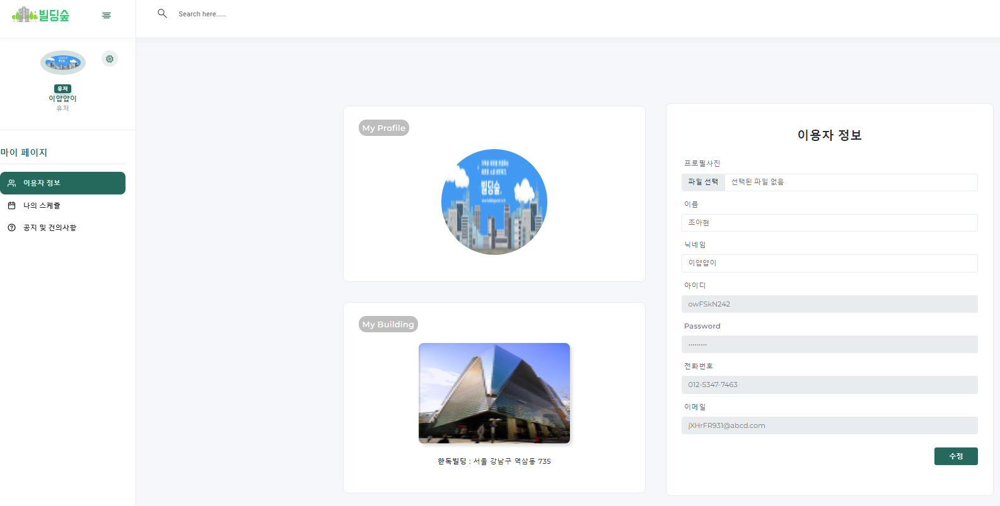 빌딩숲
Search here.....
유저
이얍얍이
유저
마이 페이지
이용자 정보
나의 스케쥴
공지 및 건의사항
My Profile
빌딩숲.
My Building
한독빌딩 : 서울 강남구 역삼동 735
이용자 정보
프로필사진
파일 선택 선택된 파일 없음
이름
조아현
닉네임
이얍얍이
아이디
owFSkN242
Password
·········
전화번호
012-5347-7463
이메일
jXHrFR931@abcd.com
수정